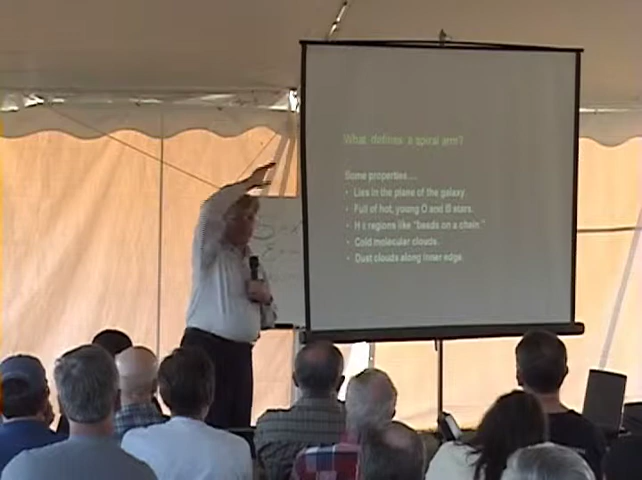 What defines a spiral arm?
Some properties...
• Lies in the plane of the galaxy.
• Full of hot, young O and B stars.
• H II regions like "beads on a chain."
• Cold molecular clouds.
• Dust clouds along inner edge.